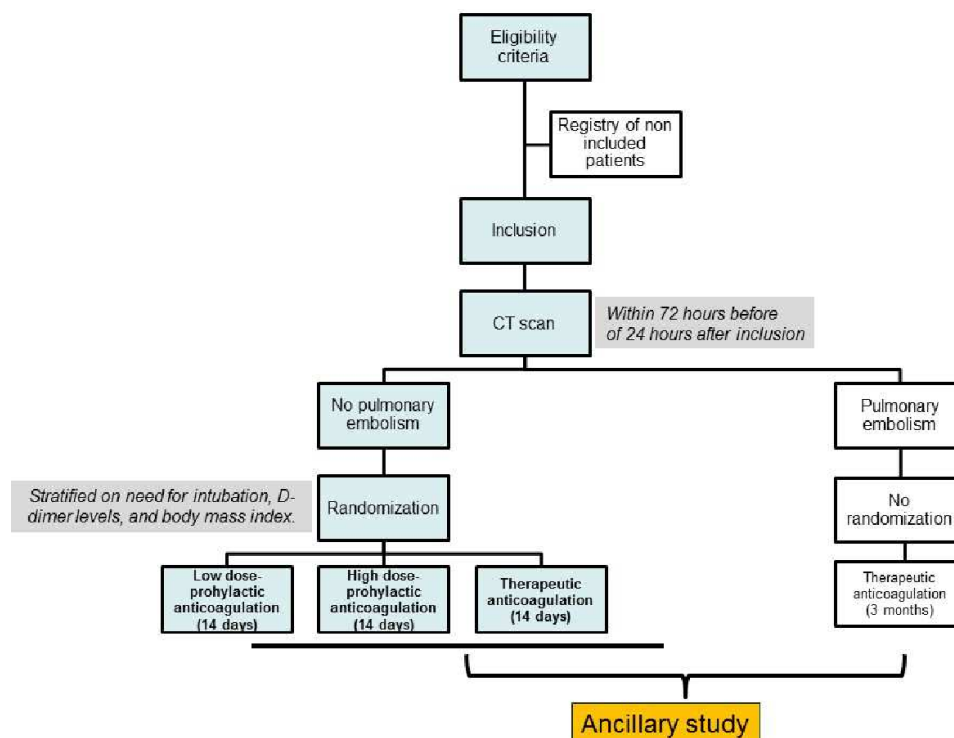 Eligibility
criteria
Registry of non
included
patients
Inclusion
CT scan
Within 72 hours before
of 24 hours after inclusion
No pulmonary
embolism
Pulmonary
embolism
Stratified on need for intubation, D-
dimer levels, and body mass index.
Randomization
No
randomization
Low dose-
prohylactic
anticoagulation
(14 days)
High dose-
prohylactic
anticoagulation
(14 days)
Therapeutic
anticoagulation
(14 days)
Therapeutic
anticoagulation
(3 months)
Ancillary study